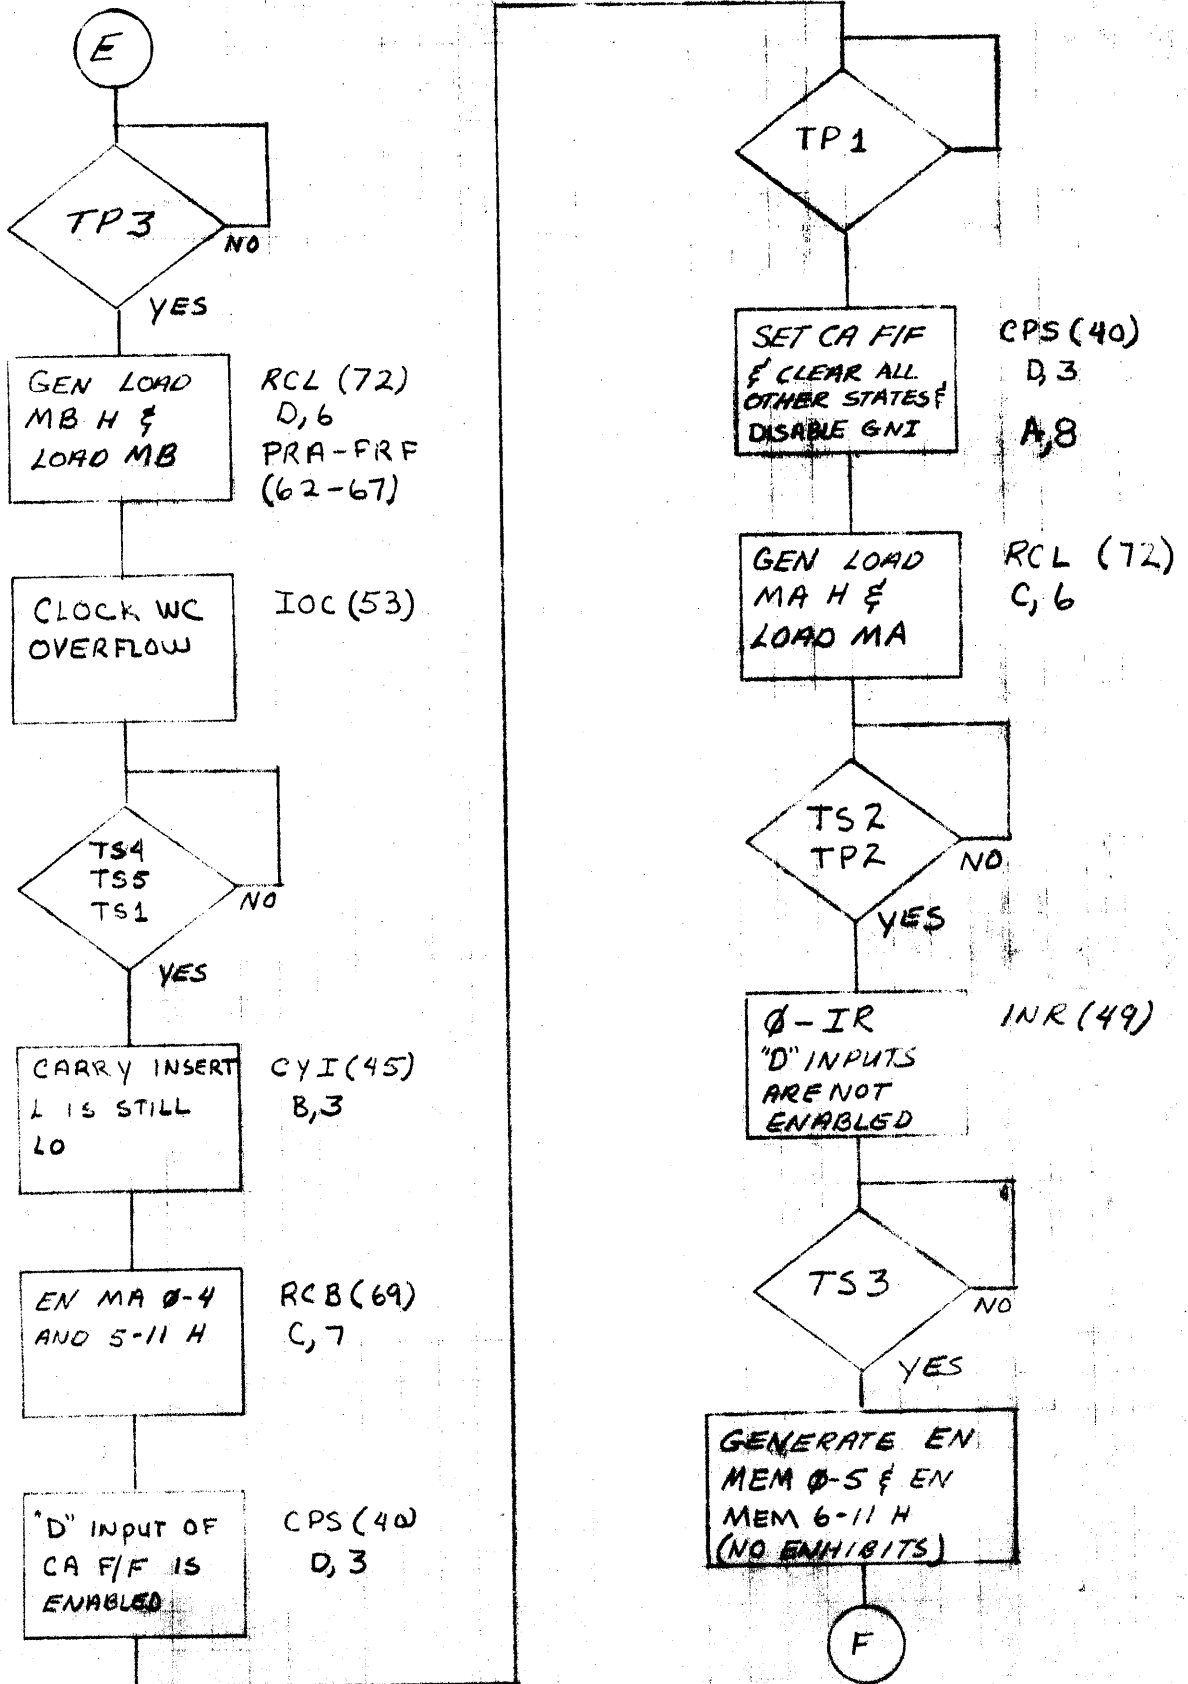 E
TP3
NO
YES
GEN LOAD
MB H &
LOAD MB
RCL (72)
D,6
PRA-FRF
(62-67)
CLOCK WC
OVERFLOW
IOC (53)
TS4
TS5
TS1
NO
YES
CARRY INSERT
L IS STILL
LO
CYI (45)
B,3
EN MA Ø-4
AND 5-11 H
RCB (69)
C,7
"D" INPUT OF
CA F/F IS
ENABLED
CPS (40)
D,3
TP1
SET CA F/F
& CLEAR ALL
OTHER STATES &
DISABLE GNI
CPS (40)
D,3
A,8
GEN LOAD
MA H &
LOAD MA
RCL (72)
C,6
TS2
TP2
NO
YES
Ø-IR
"D" INPUTS
ARE NOT
ENABLED
INR (49)
TS3
NO
YES
GENERATE EN
MEM Ø-5 & EN
MEM 6-11 H
(NO ENHIBITS)
F